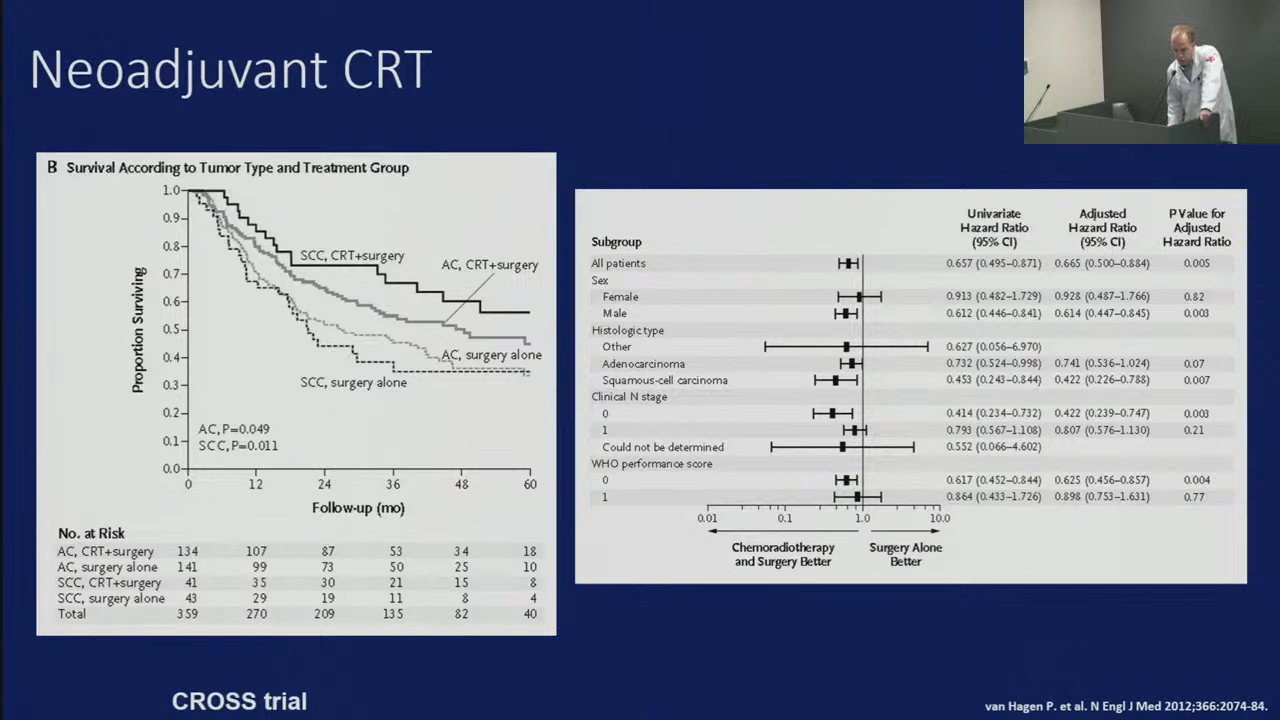 Neoadjuvant CRT
B Survival According to Tumor Type and Treatment Group
1.0
0.9
0.8
0.7
0.6
0.5
0.4
0.3
0.2
0.1
0.0
Proportion Surviving
SCC, CRT+surgery
AC, CRT+surgery
AC, surgery alone
SCC, surgery alone
AC, P=0.049
SCC, P=0.011
0 12 24 36 48 60
Follow-up (mo)
No. at Risk
AC, CRT+surgery 134 107 87 53 34 18
AC, surgery alone 141 99 73 50 25 10
SCC, CRT+surgery 41 35 30 21 15 8
SCC, surgery alone 43 29 19 11 8 4
Total 359 270 209 135 82 40
Subgroup
Univariate
Hazard Ratio
(95% CI)
Adjusted
Hazard Ratio
(95% CI)
P Value for
Adjusted
Hazard Ratio
All patients 0.657 (0.495–0.871) 0.665 (0.500–0.884) 0.005
Sex
Female 0.913 (0.482–1.729) 0.928 (0.487–1.766) 0.82
Male 0.612 (0.446–0.841) 0.614 (0.447–0.845) 0.003
Histologic type
Other 0.627 (0.056–6.970)
Adenocarcinoma 0.732 (0.524–0.998) 0.741 (0.536–1.024) 0.07
Squamous-cell carcinoma 0.453 (0.243–0.844) 0.422 (0.226–0.788) 0.007
Clinical N stage
0 0.414 (0.234–0.732) 0.422 (0.239–0.747) 0.003
1 0.793 (0.567–1.108) 0.807 (0.576–1.130) 0.21
Could not be determined 0.552 (0.066–4.602)
WHO performance score
0 0.617 (0.452–0.844) 0.625 (0.456–0.857) 0.004
1 0.864 (0.433–1.726) 0.898 (0.753–1.631) 0.77
0.01 0.1 1.0 10.0
Chemoradiotherapy
and Surgery Better
Surgery Alone
Better
CROSS trial
van Hagen P. et al. N Engl J Med 2012;366:2074-84.